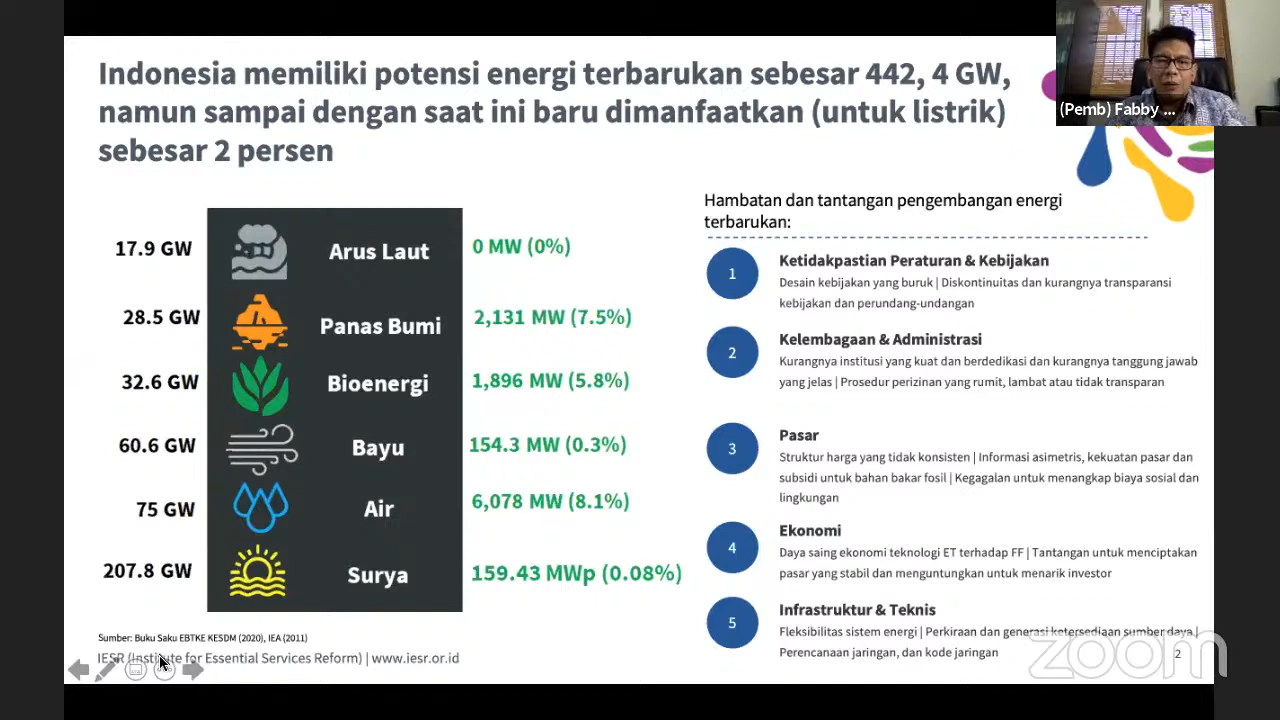 Indonesia memiliki potensi energi terbarukan sebesar 442, 4 GW,
namun sampai dengan saat ini baru dimanfaatkan (untuk listrik)
sebesar 2 persen
(Pemb) Fabby ...
17.9 GW Arus Laut 0 MW (0%)
28.5 GW Panas Bumi 2,131 MW (7.5%)
32.6 GW Bioenergi 1,896 MW (5.8%)
60.6 GW Bayu 154.3 MW (0.3%)
75 GW Air 6,078 MW (8.1%)
207.8 GW Surya 159.43 MWp (0.08%)
Sumber: Buku Saku EBTKE KESDM (2020), IEA (2011)
IESR (Institute for Essential Services Reform) | www.iesr.or.id
Hambatan dan tantangan pengembangan energi
terbarukan:
1
Ketidakpastian Peraturan & Kebijakan
Desain kebijakan yang buruk | Diskontinuitas dan kurangnya transparansi
kebijakan dan perundang-undangan
2
Kelembagaan & Administrasi
Kurangnya institusi yang kuat dan berdedikasi dan kurangnya tanggung jawab
yang jelas | Prosedur perizinan yang rumit, lambat atau tidak transparan
3
Pasar
Struktur harga yang tidak konsisten | Informasi asimetris, kekuatan pasar dan
subsidi untuk bahan bakar fosil | Kegagalan untuk menangkap biaya sosial dan
lingkungan
4
Ekonomi
Daya saing ekonomi teknologi ET terhadap FF | Tantangan untuk menciptakan
pasar yang stabil dan menguntungkan untuk menarik investor
5
Infrastruktur & Teknis
Fleksibilitas sistem energi | Perkiraan dan generasi ketersediaan sumber daya |
Perencanaan jaringan, dan kode jaringan
2
zoom